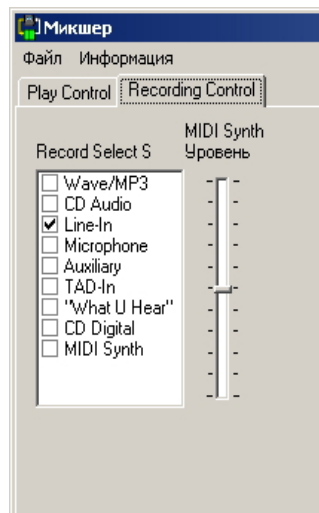 Микшер
Файл Информация
Play Control Recording Control
MIDI Synth
Record Select S Уровень
Wave/MP3
CD Audio
Line-In
Microphone
Auxiliary
TAD-In
"What U Hear"
CD Digital
MIDI Synth